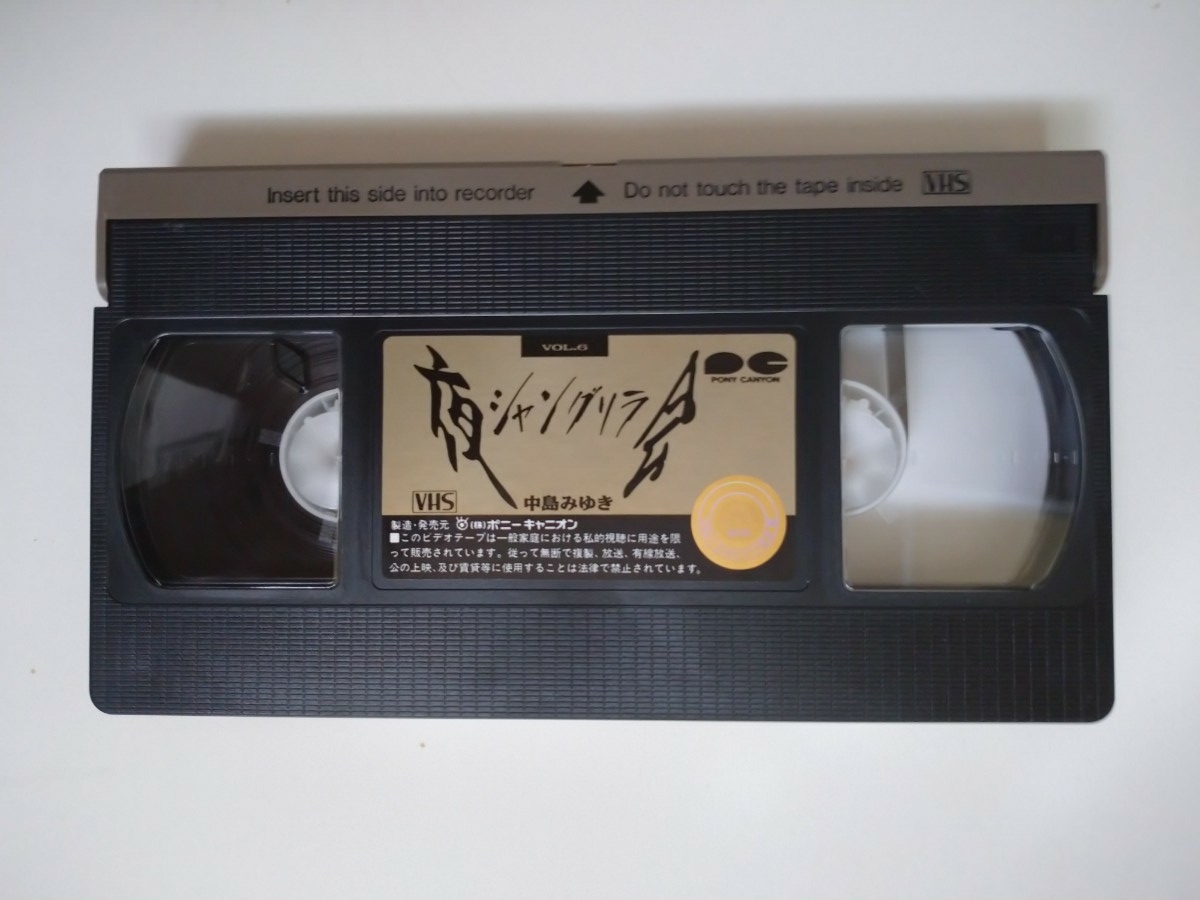 Insert this side into recorder
Do not touch the tape inside
VHS
VOL.6
PONY CANYON
夜
シャングリラ
会
VHS
中島みゆき
製造・発売元 (株)ポニーキャニオン
■このビデオテープは一般家庭における私的視聴に用途を限
って販売されています。従って無断で複製、放送、有線放送、
公の上映、及び賃貸等に使用することは法律で禁止されています。